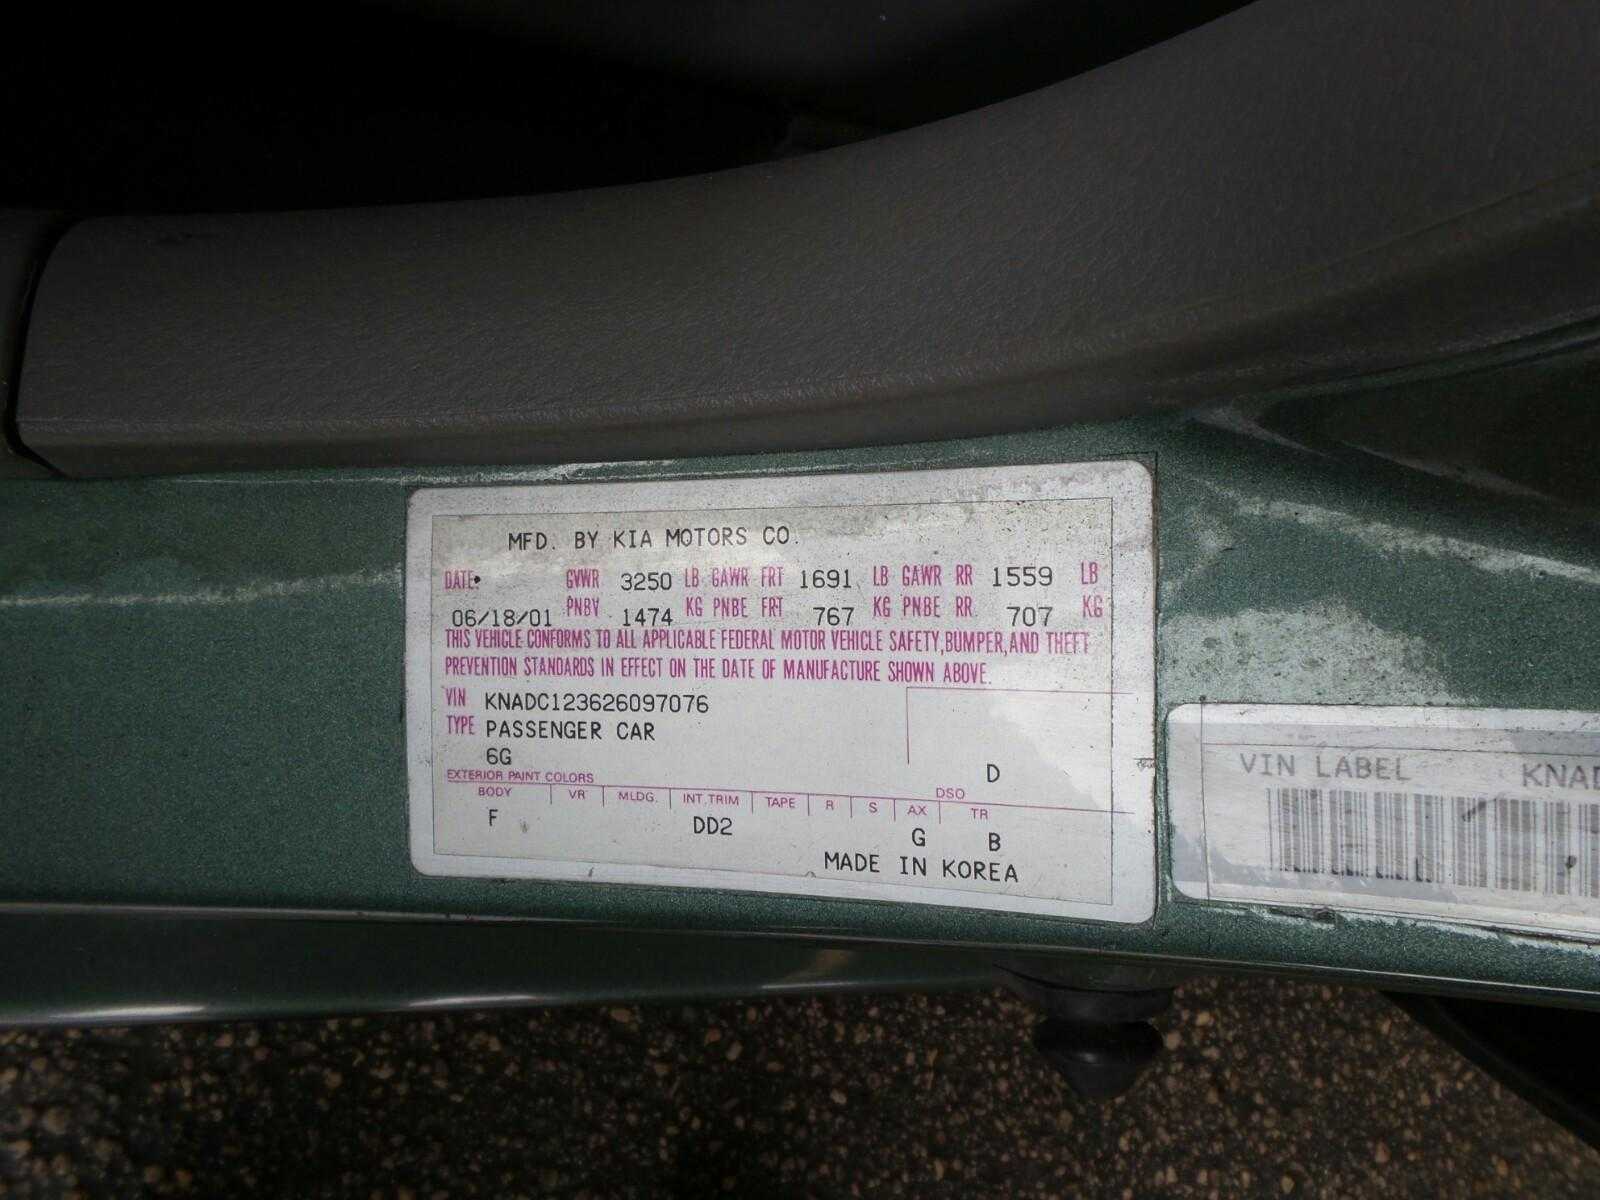 MFD. BY KIA MOTORS CO.
DATE: GVWR 3250 LB GAWR FRT 1691 LB GAWR RR 1559 LB
06/18/01 PNBV 1474 KG PNBE FRT 767 KG PNBE RR 707 KG
THIS VEHICLE CONFORMS TO ALL APPLICABLE FEDERAL MOTOR VEHICLE SAFETY, BUMPER, AND THEFT
PREVENTION STANDARDS IN EFFECT ON THE DATE OF MANUFACTURE SHOWN ABOVE.
VIN KNADC123626097076
TYPE PASSENGER CAR
6G D
EXTERIOR PAINT COLORS DSO
BODY VR MLDG. INT.TRIM TAPE R S AX TR
F DD2 G B
MADE IN KOREA
VIN LABEL KNAD